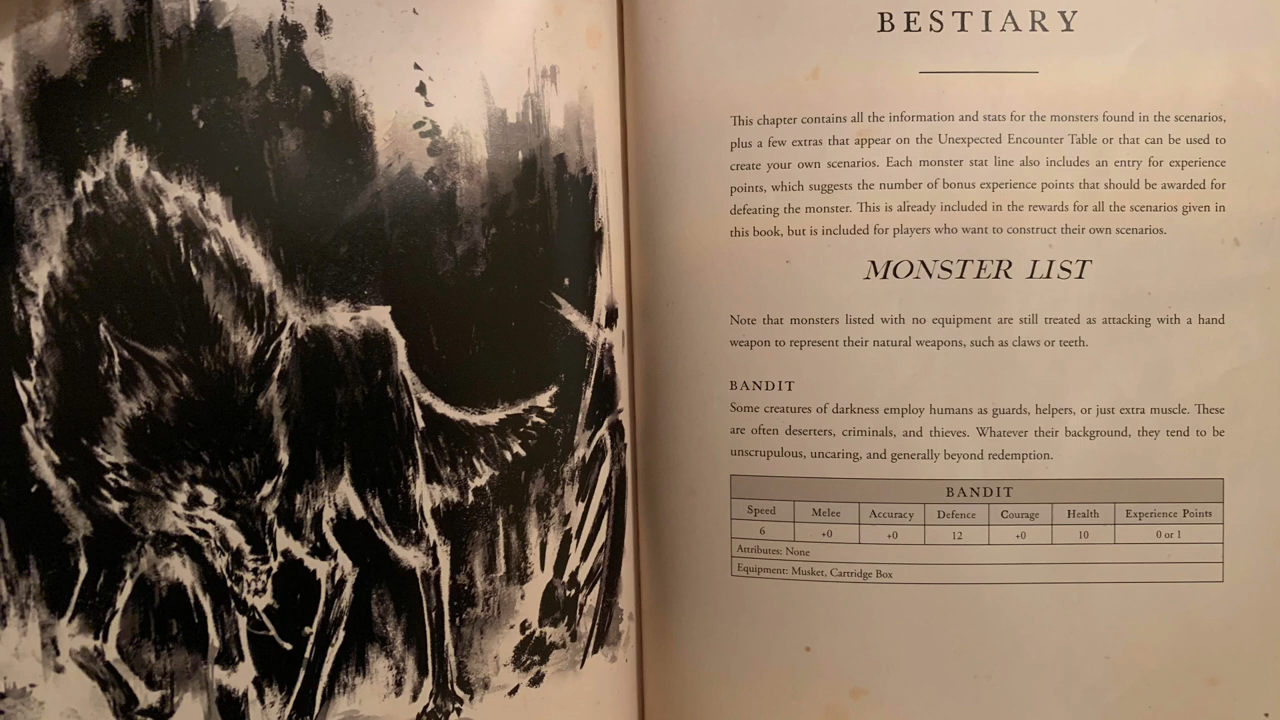 BESTIARY
This chapter contains all the information and stats for the monsters found in the scenarios,
plus a few extras that appear on the Unexpected Encounter Table or that can be used to
create your own scenarios. Each monster stat line also includes an entry for experience
points, which suggests the number of bonus experience points that should be awarded for
defeating the monster. This is already included in the rewards for all the scenarios given in
this book, but is included for players who want to construct their own scenarios.
MONSTER LIST
Note that monsters listed with no equipment are still treated as attacking with a hand
weapon to represent their natural weapons, such as claws or teeth.
BANDIT
Some creatures of darkness employ humans as guards, helpers, or just extra muscle. These
are often deserters, criminals, and thieves. Whatever their background, they tend to be
unscrupulous, uncaring, and generally beyond redemption.
BANDIT
Speed Melee Accuracy Defence Courage Health Experience Points
6 +0 +0 12 +0 10 0 or 1
Attributes: None
Equipment: Musket, Cartridge Box